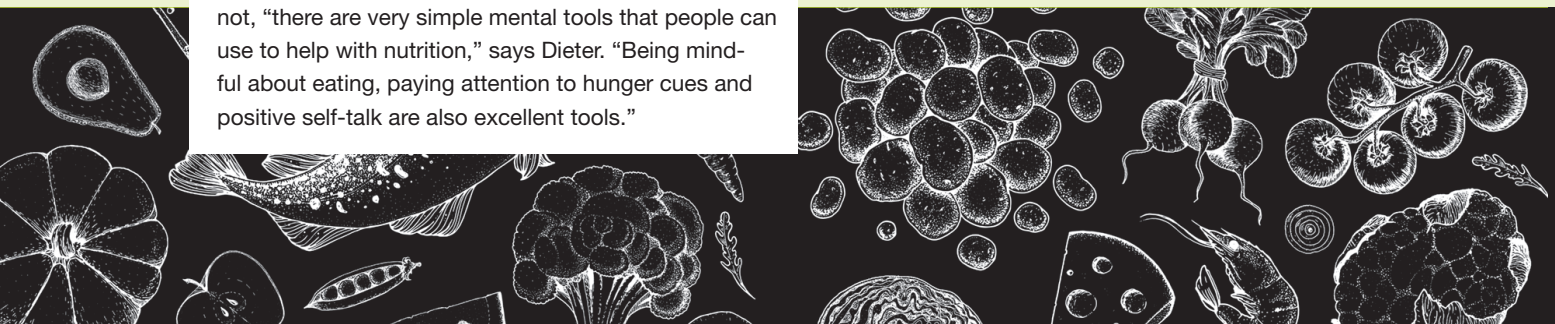 not, “there are very simple mental tools that people can
use to help with nutrition,” says Dieter. “Being mind-
ful about eating, paying attention to hunger cues and
positive self-talk are also excellent tools.”